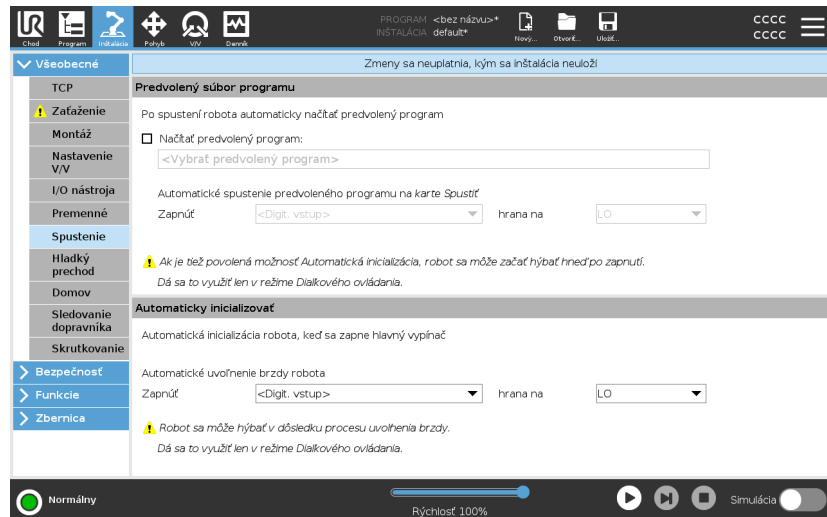 UR
Chod
Program
Inštalácia
Pohyb
V/V
Denník
PROGRAM <bez názvu>*
INŠTALÁCIA default*
Nový...
Otvoriť...
Uložiť...
cccc
cccc
Všeobecné
TCP
Zaťaženie
Montáž
Nastavenie
V/V
I/O nástroja
Premenné
Spustenie
Hladký
prechod
Domov
Sledovanie
dopravníka
Skrutkovanie
Bezpečnosť
Funkcie
Zbernica
Zmeny sa neuplatnia, kým sa inštalácia neuloží
Predvolený súbor programu
Po spustení robota automaticky načítať predvolený program
Načítať predvolený program:
<Vybrať predvolený program>
Automatické spustenie predvoleného programu na karte Spustiť
Zapnúť <Digit. vstup> hrana na LO
Ak je tiež povolená možnosť Automatická inicializácia, robot sa môže začať hýbať hneď po zapnutí.
Dá sa to využiť len v režime Diaľkového ovládania.
Automaticky inicializovať
Automatická inicializácia robota, keď sa zapne hlavný vypínač
Automatické uvoľnenie brzdy robota
Zapnúť <Digit. vstup> hrana na LO
Robot sa môže hýbať v dôsledku procesu uvoľnenia brzdy.
Dá sa to využiť len v režime Diaľkového ovládania.
Normálny
Rýchlosť 100%
Simulácia